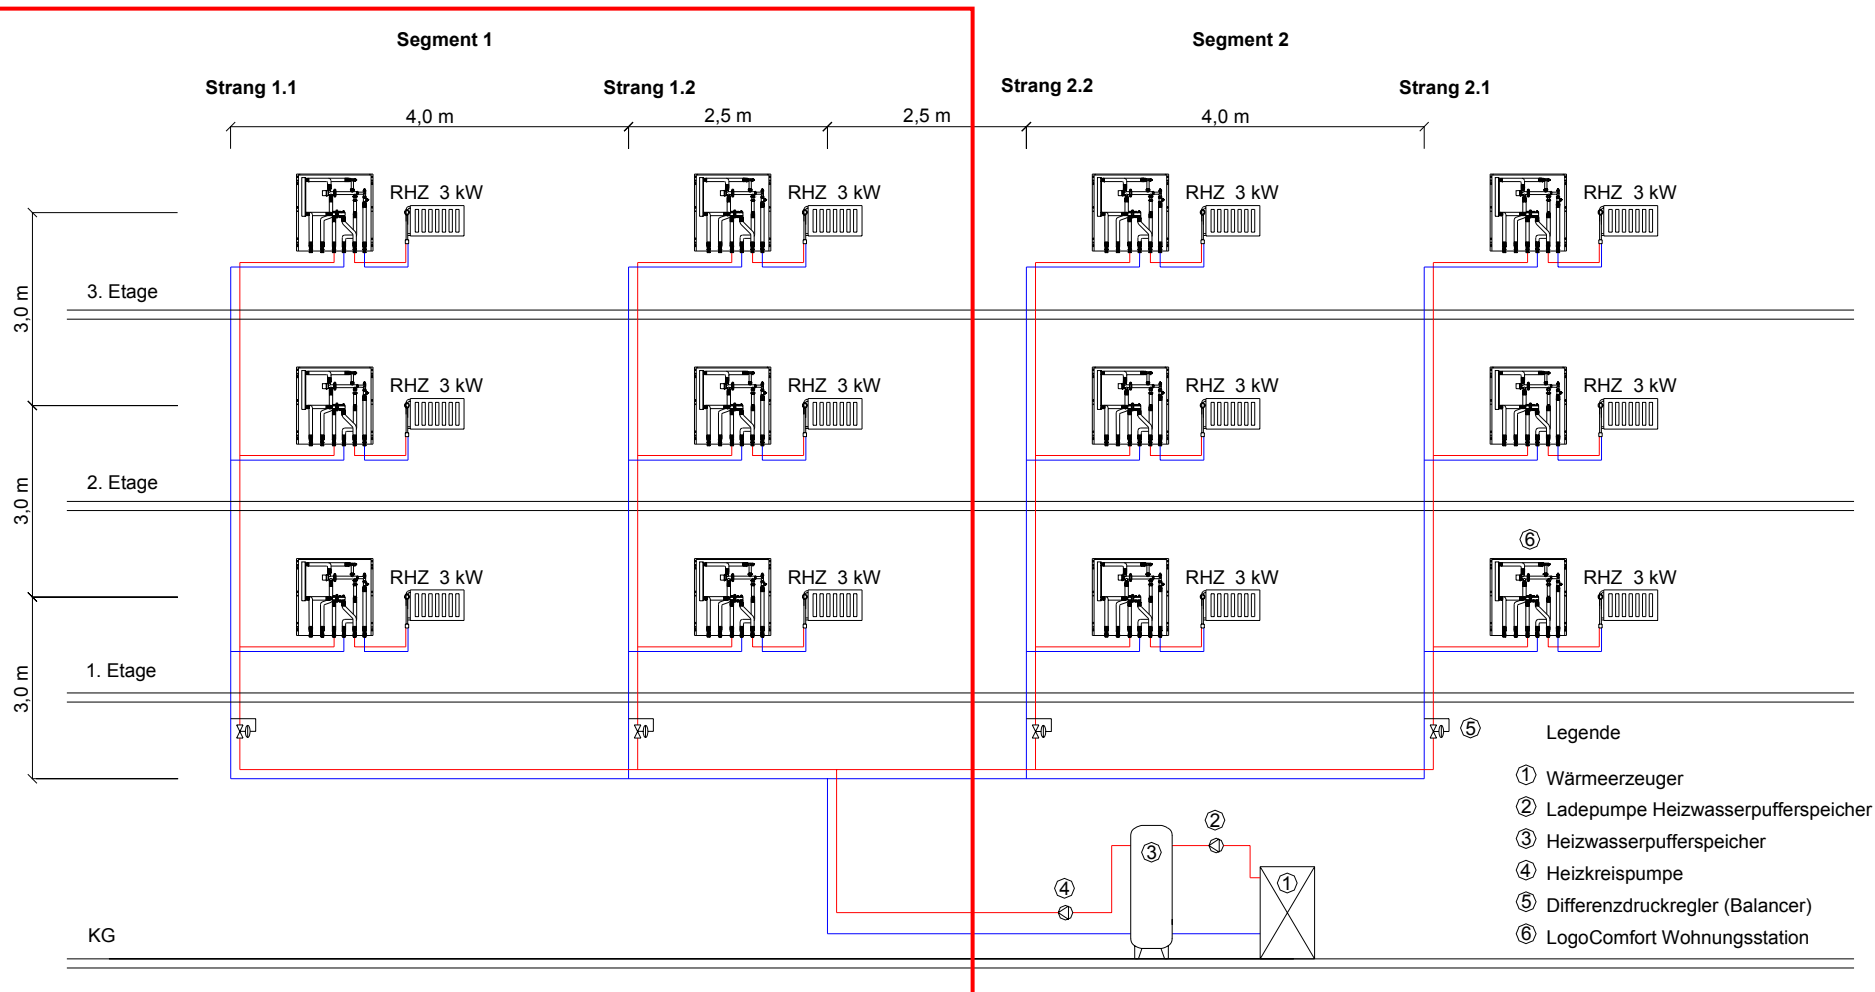 Segment 1
Segment 2
Strang 1.1
Strang 1.2
Strang 2.2
Strang 2.1
4,0 m
2,5 m
2,5 m
4,0 m
RHZ 3 kW
RHZ 3 kW
RHZ 3 kW
RHZ 3 kW
3,0 m
3. Etage
RHZ 3 kW
RHZ 3 kW
RHZ 3 kW
RHZ 3 kW
3,0 m
2. Etage
6
RHZ 3 kW
RHZ 3 kW
RHZ 3 kW
RHZ 3 kW
3,0 m
1. Etage
5
Legende
1 Wärmeerzeuger
2 Ladepumpe Heizwasserpufferspeicher
3 Heizwasserpufferspeicher
4 Heizkreispumpe
5 Differenzdruckregler (Balancer)
6 LogoComfort Wohnungsstation
2
3
4
1
KG